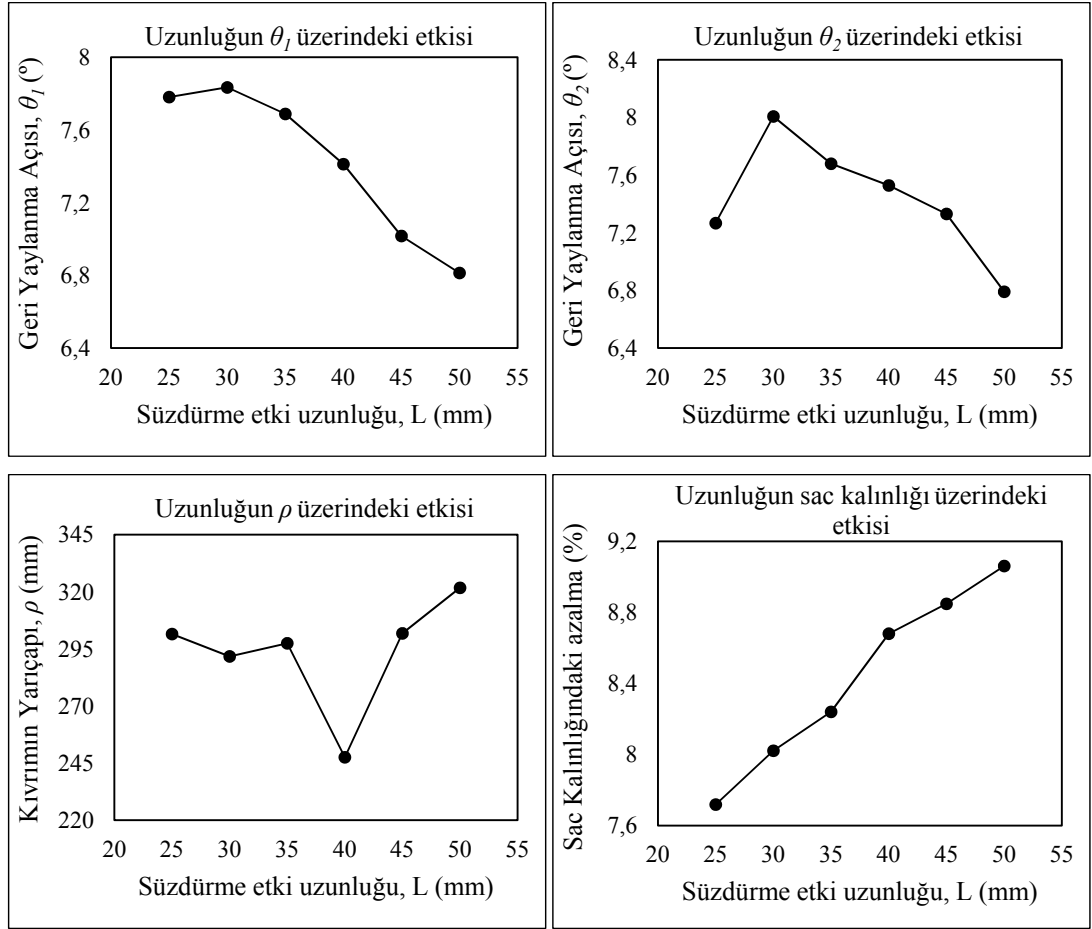 Uzunluğun θ1 üzerindeki etkisi
Geri Yaylanma Açısı, θ1 (º)
8
7,6
7,2
6,8
6,4
20 25 30 35 40 45 50 55
Süzdürme etki uzunluğu, L (mm)
Uzunluğun θ2 üzerindeki etkisi
Geri Yaylanma Açısı, θ2 (º)
8,4
8
7,6
7,2
6,8
6,4
20 25 30 35 40 45 50 55
Süzdürme etki uzunluğu, L (mm)
Uzunluğun ρ üzerindeki etkisi
Kıvrımın Yarıçapı, ρ (mm)
345
320
295
270
245
220
20 25 30 35 40 45 50 55
Süzdürme etki uzunluğu, L (mm)
Uzunluğun sac kalınlığı üzerindeki
etkisi
Sac Kalınlığındaki azalma (%)
9,2
8,8
8,4
8
7,6
20 25 30 35 40 45 50 55
Süzdürme etki uzunluğu, L (mm)